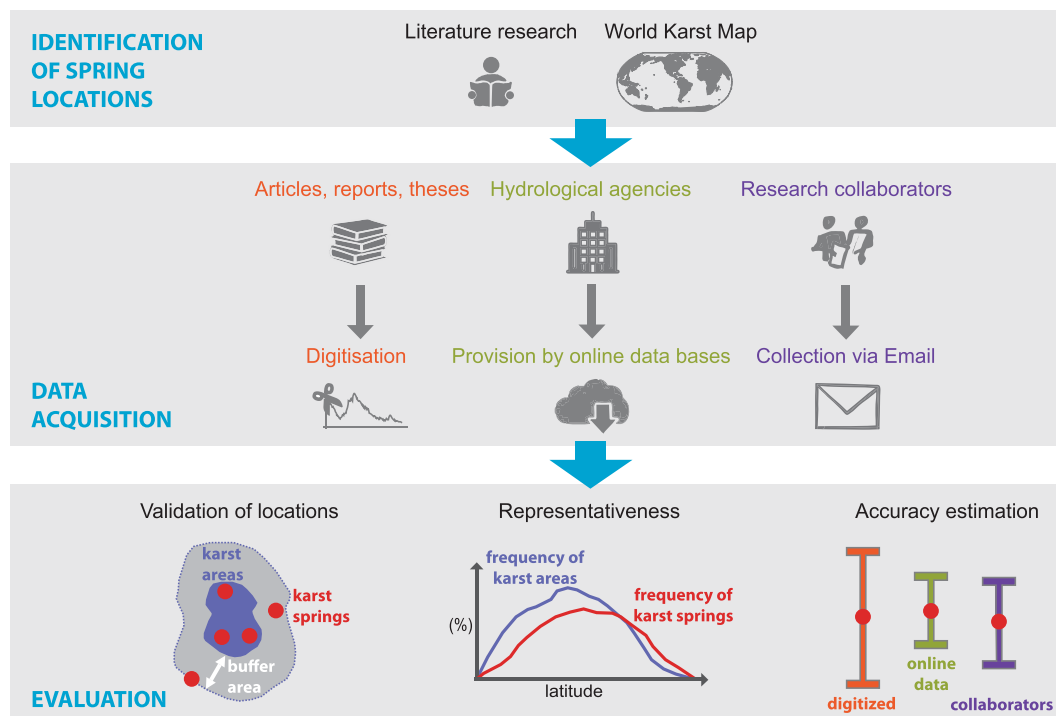 IDENTIFICATION
OF SPRING
LOCATIONS
Literature research
World Karst Map
Articles, reports, theses
Hydrological agencies
Research collaborators
Digitisation
Provision by online data bases
Collection via Email
DATA
ACQUISITION
Validation of locations
karst
areas
karst
springs
buffer
area
Representativeness
frequency of
karst areas
frequency of
karst springs
(%)
latitude
Accuracy estimation
digitized
online
data
collaborators
EVALUATION